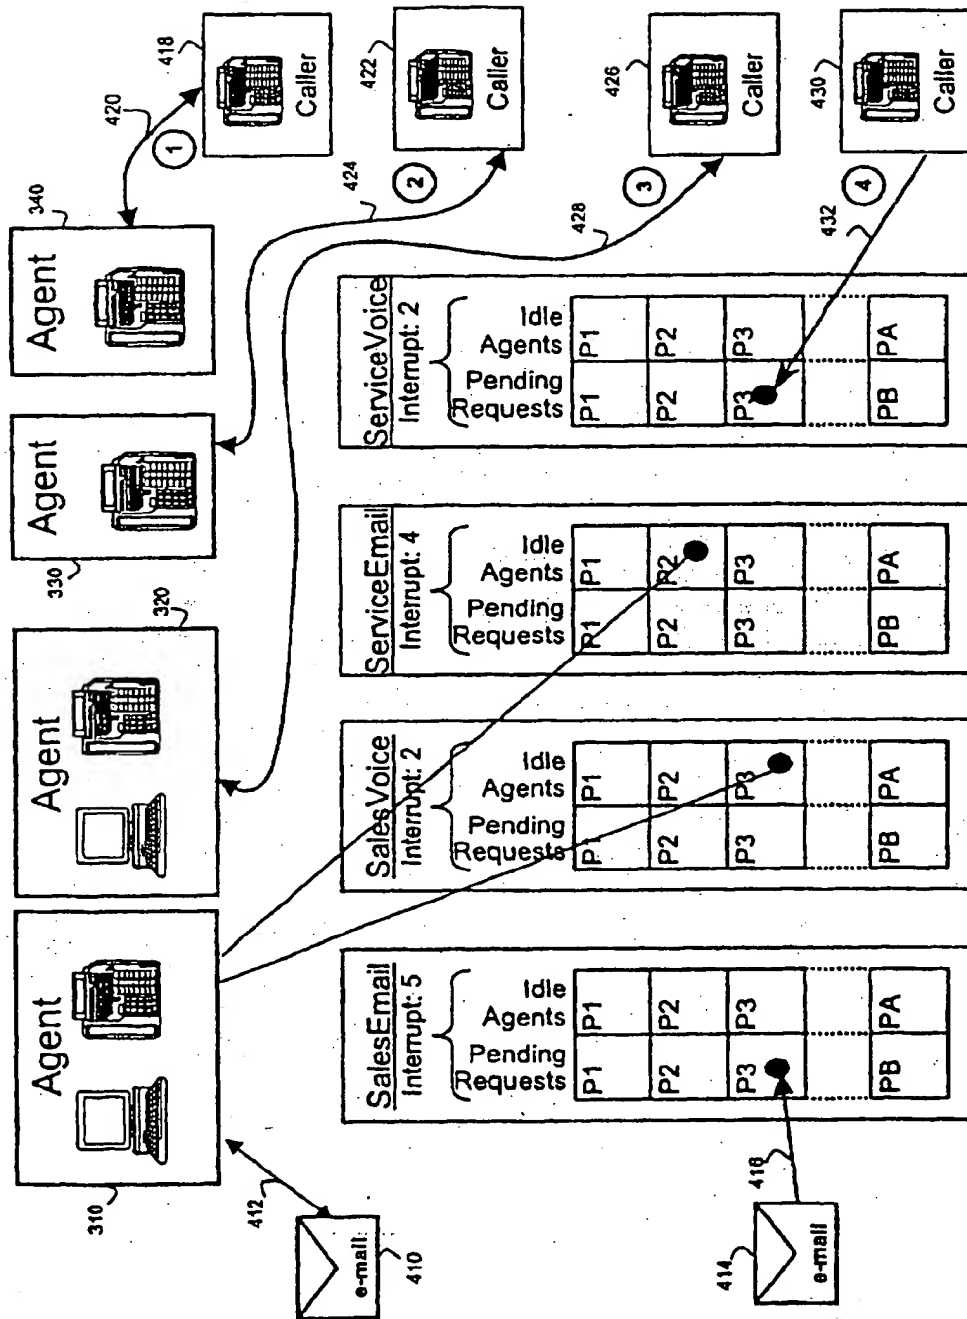 Agent
310
Agent
320
Agent
330
Agent
340
412
e-mail
410
420
1
418
Caller
424
2
422
Caller
428
3
426
Caller
432
4
430
Caller
416
414
e-mail
SalesEmail
Interrupt: 5
Pending Requests
Idle Agents
P1 P1
P2 P2
P3 P3
PB PA
SalesVoice
Interrupt: 2
Pending Requests
Idle Agents
P1 P1
P2 P2
P3 P3
PB PA
ServiceEmail
Interrupt: 4
Pending Requests
Idle Agents
P1 P1
P2 P2
P3 P3
PB PA
ServiceVoice
Interrupt: 2
Pending Requests
Idle Agents
P1 P1
P2 P2
P3 P3
PB PA